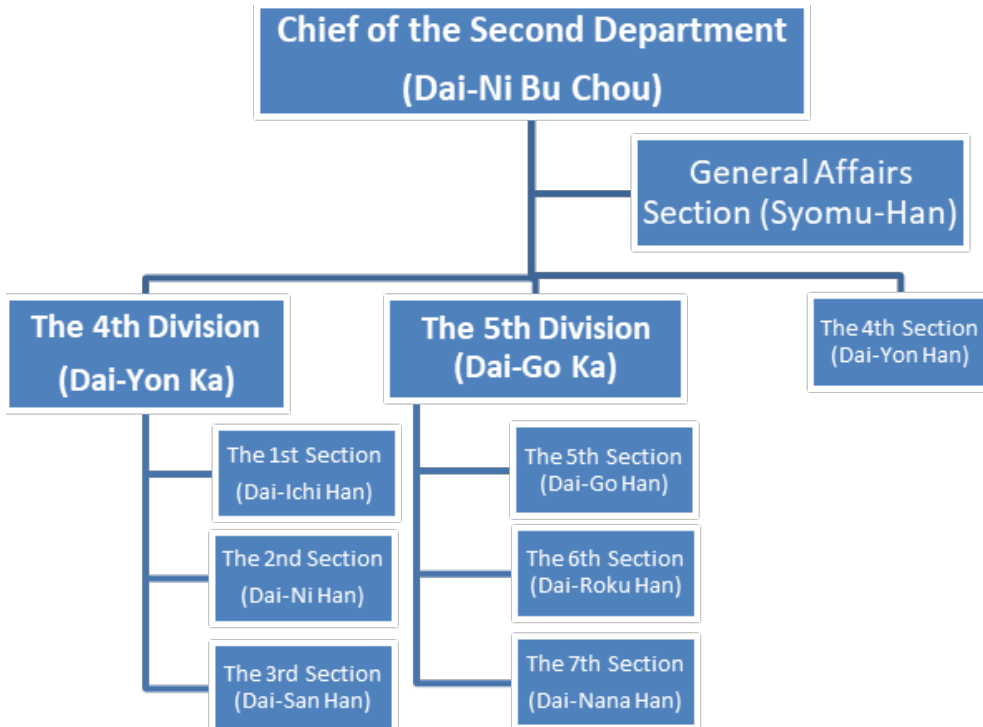 Chief of the Second Department
(Dai-Ni Bu Chou)
General Affairs
Section (Syomu-Han)
The 4th Division
(Dai-Yon Ka)
The 5th Division
(Dai-Go Ka)
The 4th Section
(Dai-Yon Han)
The 1st Section
(Dai-Ichi Han)
The 2nd Section
(Dai-Ni Han)
The 3rd Section
(Dai-San Han)
The 5th Section
(Dai-Go Han)
The 6th Section
(Dai-Roku Han)
The 7th Section
(Dai-Nana Han)